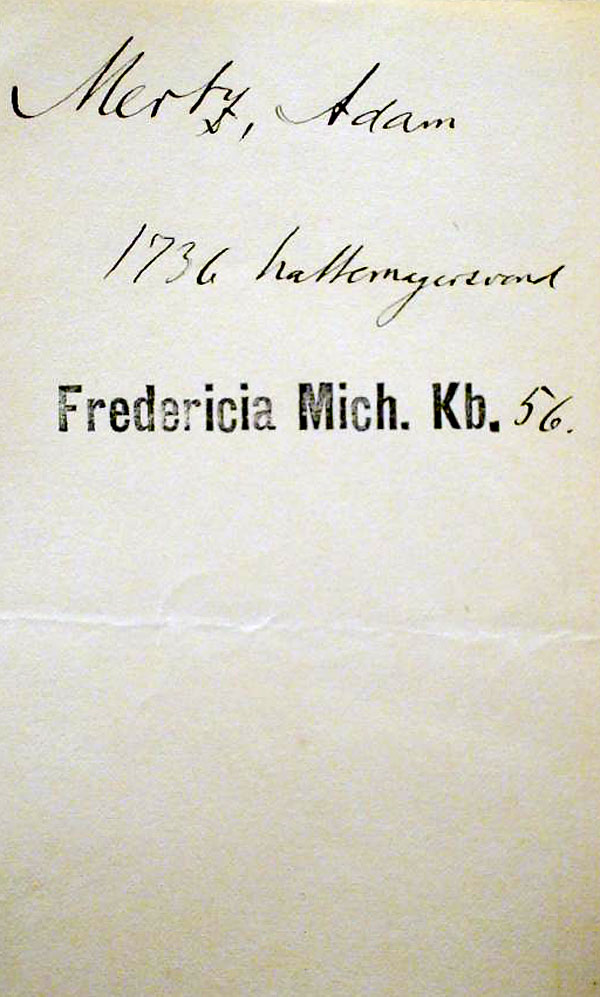 Mertz, Adam
1736 hattemagersvend
Fredericia Mich. Kb. 56.